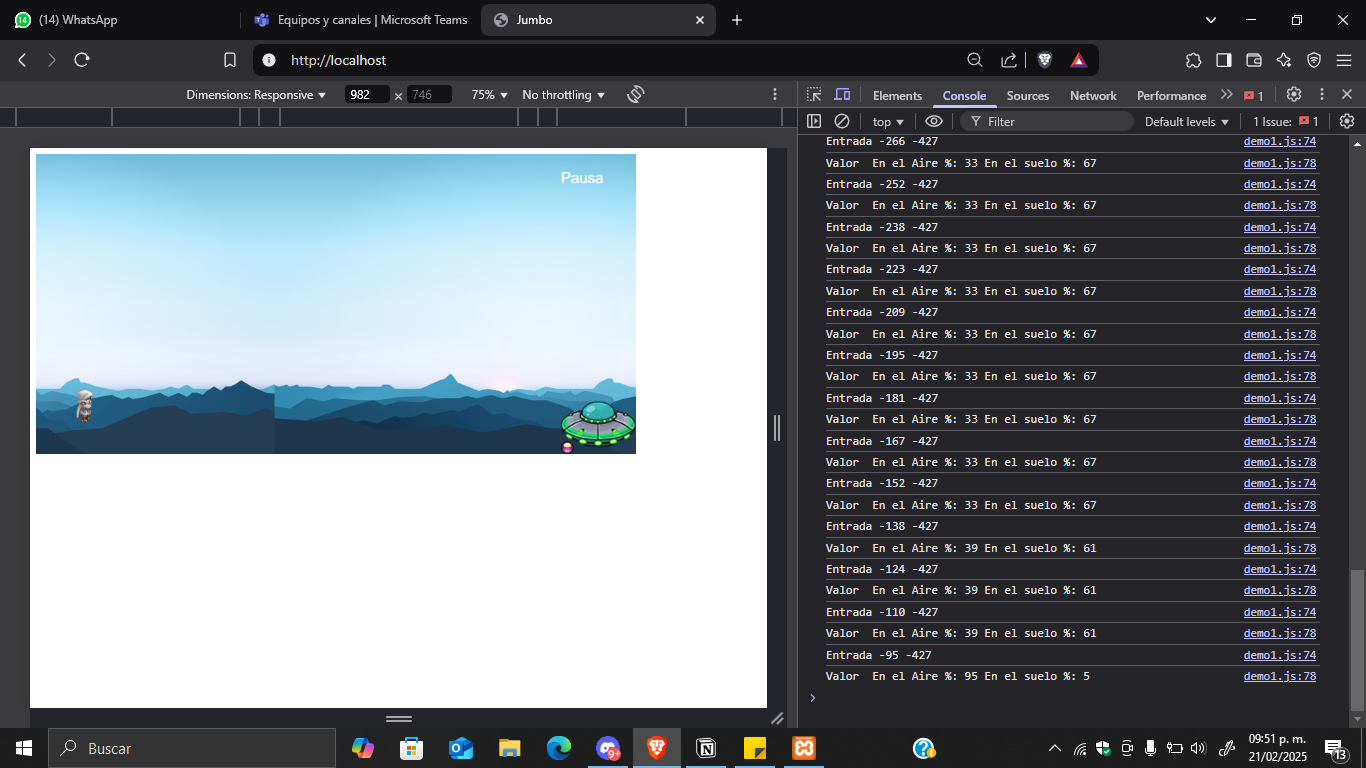 14 (14) WhatsApp
Equipos y canales | Microsoft Teams
Jumbo
http://localhost
Dimensions: Responsive 982 x 746 75% No throttling
Elements Console Sources Network Performance 1
top Filter Default levels 1 Issue: 1
Entrada -266 -427 demo1.js:74
Valor En el Aire %: 33 En el suelo %: 67 demo1.js:78
Entrada -252 -427 demo1.js:74
Valor En el Aire %: 33 En el suelo %: 67 demo1.js:78
Entrada -238 -427 demo1.js:74
Valor En el Aire %: 33 En el suelo %: 67 demo1.js:78
Entrada -223 -427 demo1.js:74
Valor En el Aire %: 33 En el suelo %: 67 demo1.js:78
Entrada -209 -427 demo1.js:74
Valor En el Aire %: 33 En el suelo %: 67 demo1.js:78
Entrada -195 -427 demo1.js:74
Valor En el Aire %: 33 En el suelo %: 67 demo1.js:78
Entrada -181 -427 demo1.js:74
Valor En el Aire %: 33 En el suelo %: 67 demo1.js:78
Entrada -167 -427 demo1.js:74
Valor En el Aire %: 33 En el suelo %: 67 demo1.js:78
Entrada -152 -427 demo1.js:74
Valor En el Aire %: 33 En el suelo %: 67 demo1.js:78
Entrada -138 -427 demo1.js:74
Valor En el Aire %: 39 En el suelo %: 61 demo1.js:78
Entrada -124 -427 demo1.js:74
Valor En el Aire %: 39 En el suelo %: 61 demo1.js:78
Entrada -110 -427 demo1.js:74
Valor En el Aire %: 39 En el suelo %: 61 demo1.js:78
Entrada -95 -427 demo1.js:74
Valor En el Aire %: 95 En el suelo %: 5 demo1.js:78
Pausa
Buscar
9+
09:51 p. m.
21/02/2025
13